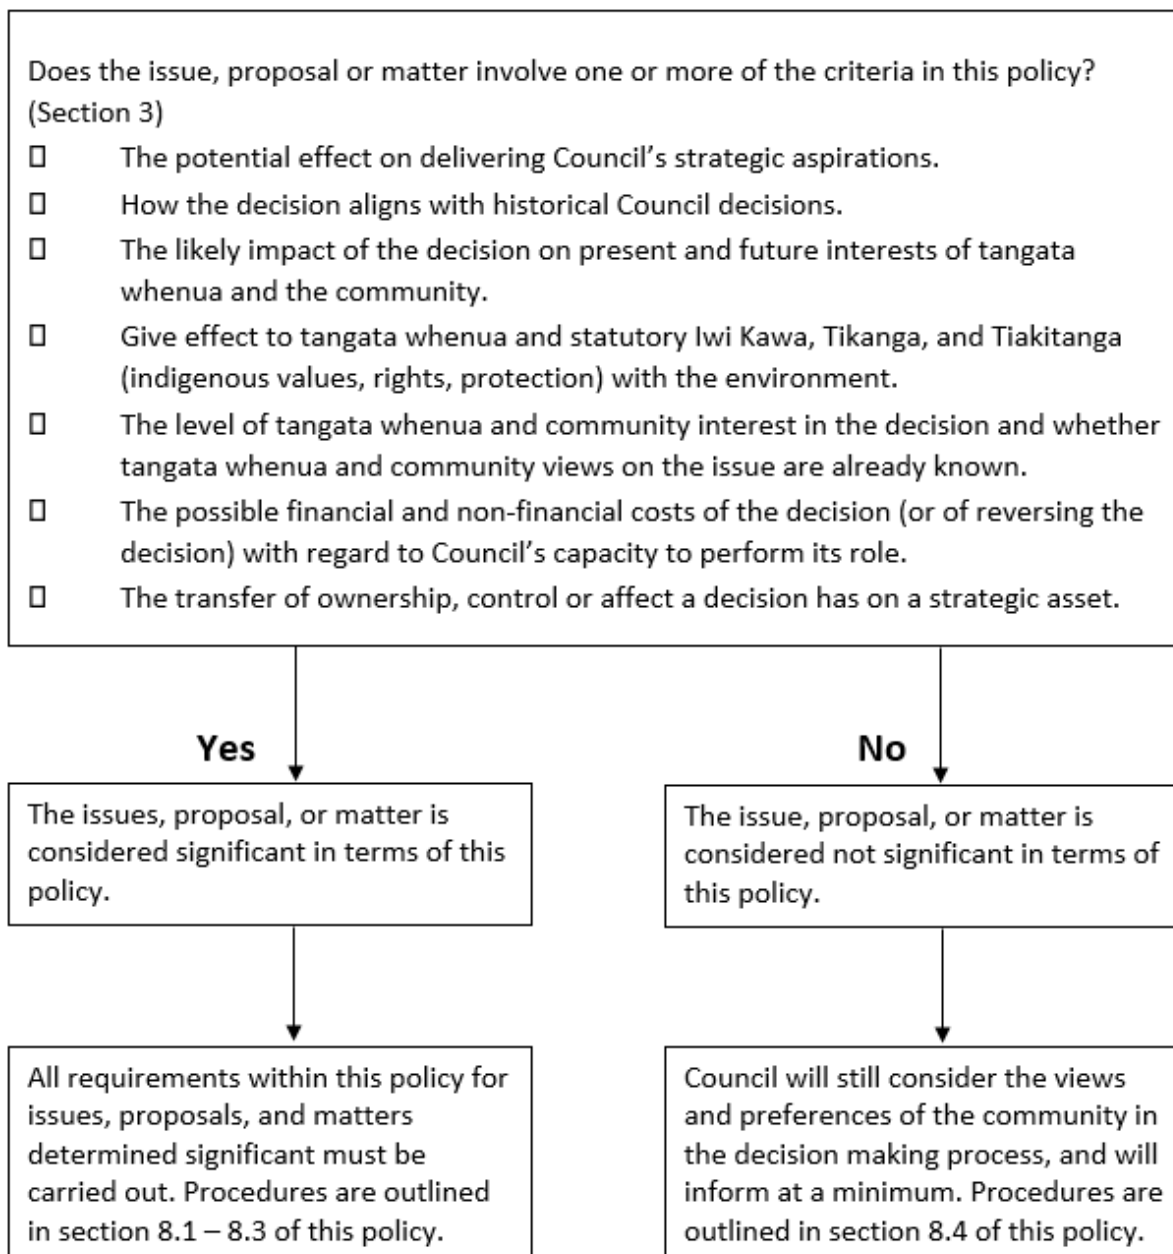 Does the issue, proposal or matter involve one or more of the criteria in this policy?
(Section 3)
The potential effect on delivering Council’s strategic aspirations.
How the decision aligns with historical Council decisions.
The likely impact of the decision on present and future interests of tangata
whenua and the community.
Give effect to tangata whenua and statutory Iwi Kawa, Tikanga, and Tiakitanga
(indigenous values, rights, protection) with the environment.
The level of tangata whenua and community interest in the decision and whether
tangata whenua and community views on the issue are already known.
The possible financial and non-financial costs of the decision (or of reversing the
decision) with regard to Council’s capacity to perform its role.
The transfer of ownership, control or affect a decision has on a strategic asset.
Yes
The issues, proposal, or matter is
considered significant in terms of this
policy.
All requirements within this policy for
issues, proposals, and matters
determined significant must be
carried out. Procedures are outlined
in section 8.1 – 8.3 of this policy.
No
The issue, proposal, or matter is
considered not significant in terms of
this policy.
Council will still consider the views
and preferences of the community in
the decision making process, and will
inform at a minimum. Procedures are
outlined in section 8.4 of this policy.